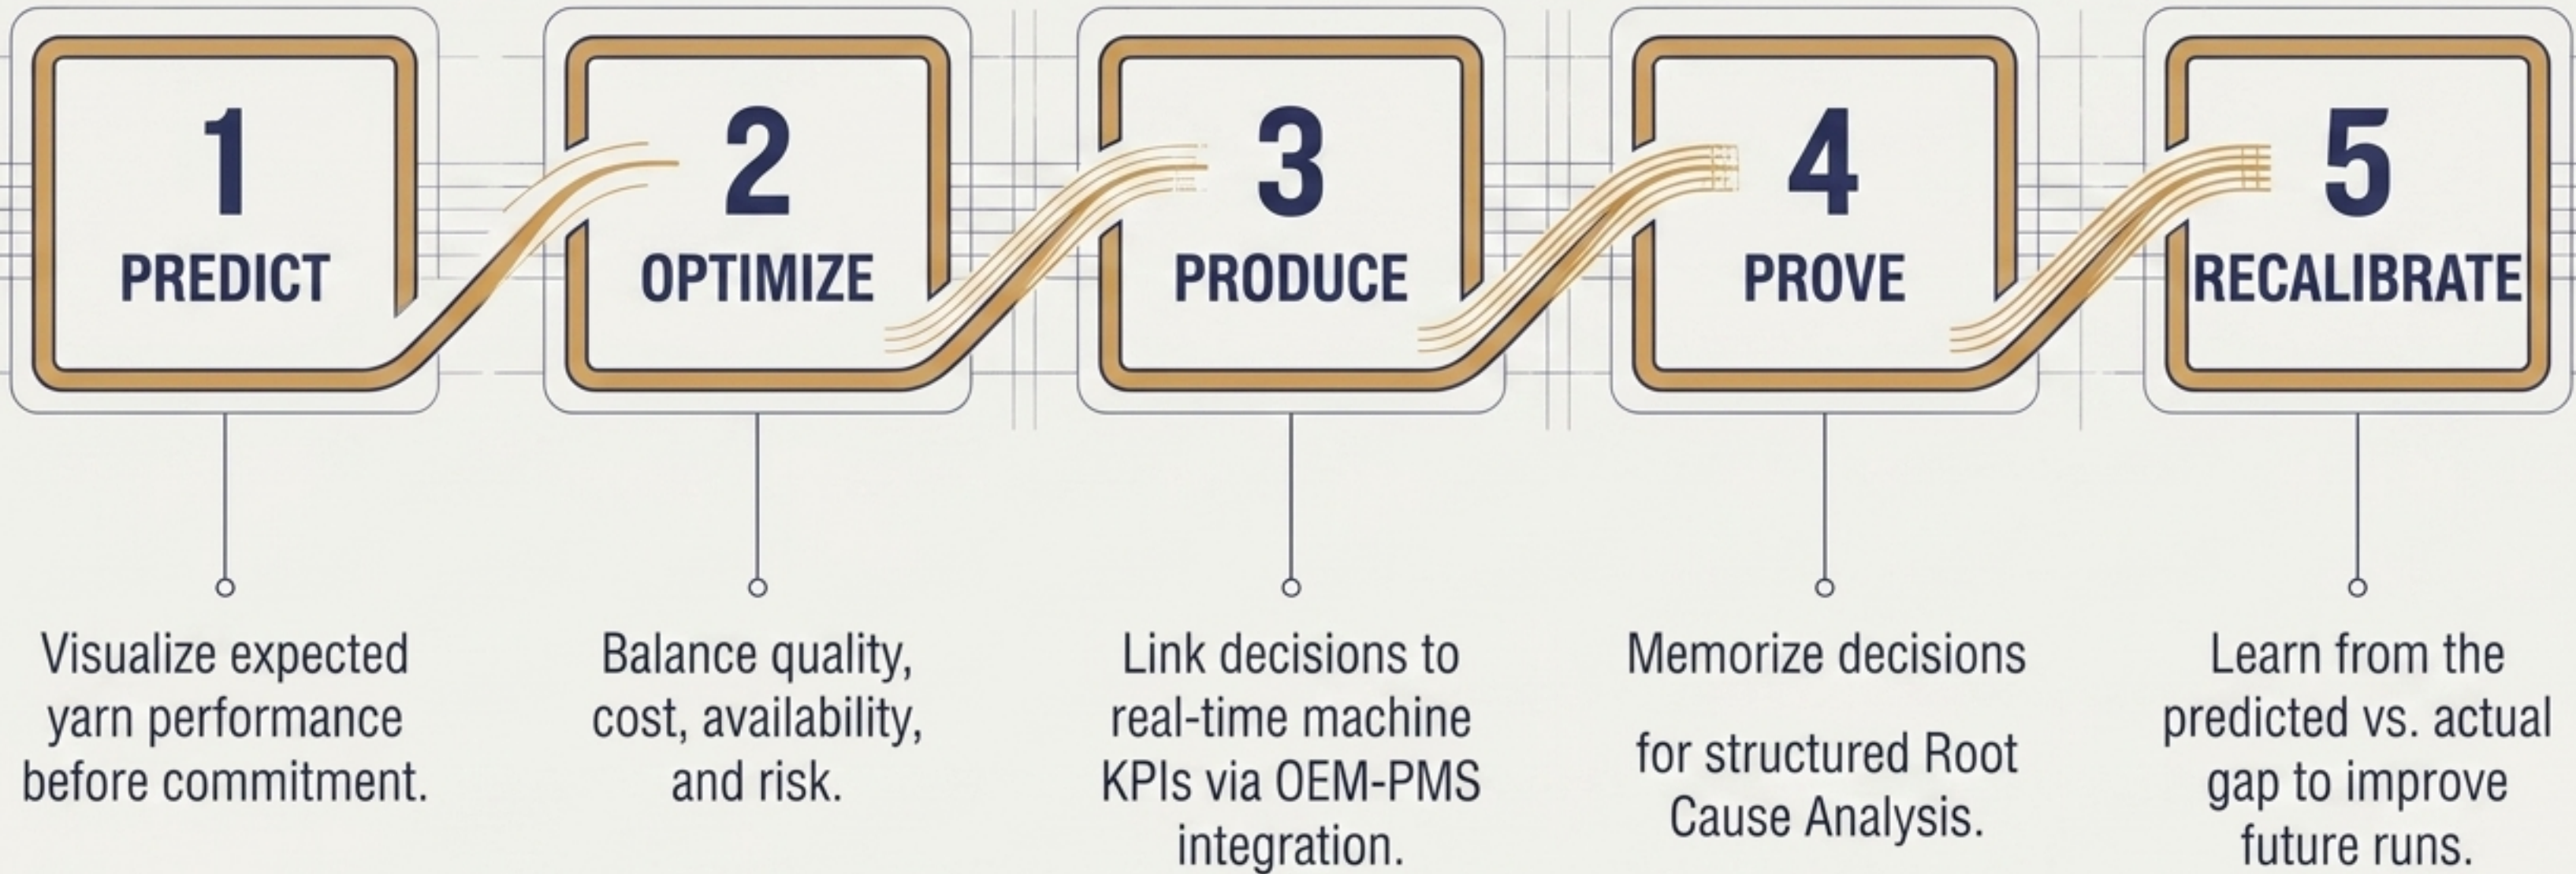 1
PREDICT
Visualize expected
yarn performance
before commitment.
2
OPTIMIZE
Balance quality,
cost, availability,
and risk.
3
PRODUCE
Link decisions to
real-time machine
KPIs via OEM-PMS
integration.
4
PROVE
Memorize decisions
for structured Root
Cause Analysis.
5
RECALIBRATE
Learn from the
predicted vs. actual
gap to improve
future runs.